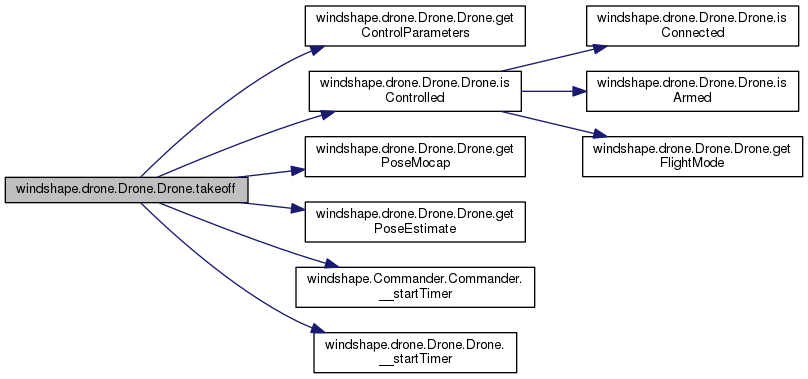 windshape.drone.Drone.Drone.takeoff
windshape.drone.Drone.Drone.get
ControlParameters
windshape.drone.Drone.Drone.is
Controlled
windshape.drone.Drone.Drone.get
PoseMocap
windshape.drone.Drone.Drone.get
PoseEstimate
windshape.Commander.Commander.
__startTimer
windshape.drone.Drone.Drone.
__startTimer
windshape.drone.Drone.Drone.is
Connected
windshape.drone.Drone.Drone.is
Armed
windshape.drone.Drone.Drone.get
FlightMode